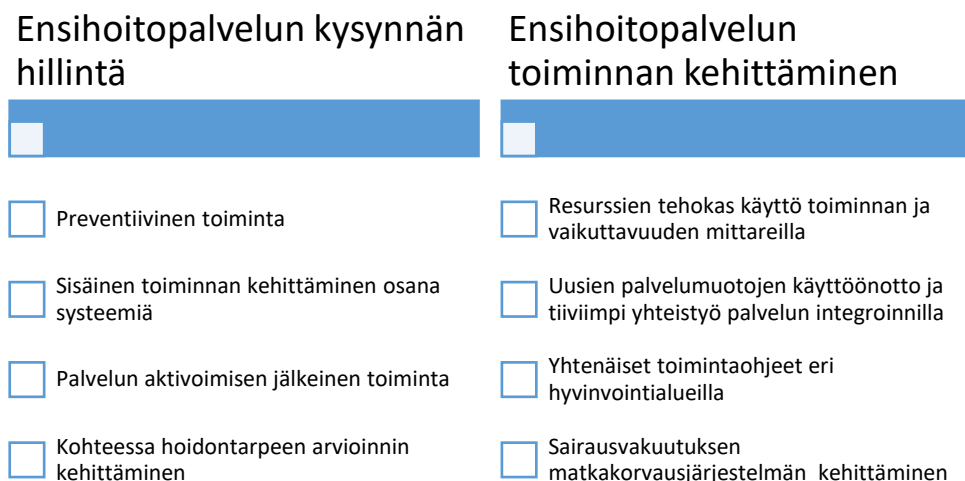 Ensihoitopalvelun kysynnän
hillintä
Preventiivinen toiminta
Sisäinen toiminnan kehittäminen osana
systeemiä
Palvelun aktivoimisen jälkeinen toiminta
Kohteessa hoidontarpeen arvioinnin
kehittäminen
Ensihoitopalvelun
toiminnan kehittäminen
Resurssien tehokas käyttö toiminnan ja
vaikuttavuuden mittareilla
Uusien palvelumuotojen käyttöönotto ja
tiiviimpi yhteistyö palvelun integroinnilla
Yhtenäiset toimintaohjeet eri
hyvinvointialueilla
Sairausvakuutuksen
matkakorvausjärjestelmän kehittäminen